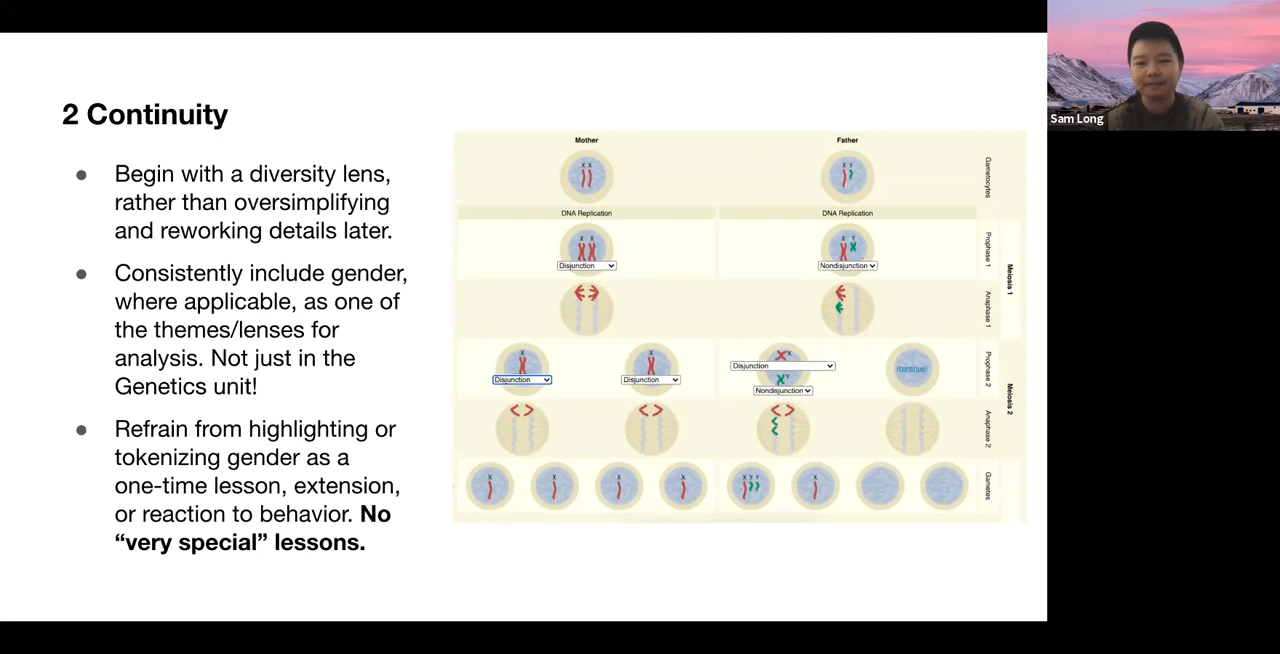 2 Continuity
Begin with a diversity lens,
rather than oversimplifying
and reworking details later.
Consistently include gender,
where applicable, as one of
the themes/lenses for
analysis. Not just in the
Genetics unit!
Refrain from highlighting or
tokenizing gender as a
one-time lesson, extension,
or reaction to behavior. No
“very special” lessons.
Mother
Father
X X
X Y
Gametocytes
DNA Replication
DNA Replication
X X
X Y
Disjunction
Nondisjunction
Prophase 1
Anaphase 1
Meiosis 1
X
X
X
Disjunction
Disjunction
Disjunction
Y
Nondisjunction
(continue)
Prophase 2
Anaphase 2
Meiosis 2
X
X
X
X
X Y Y
X
Gametes
Sam Long